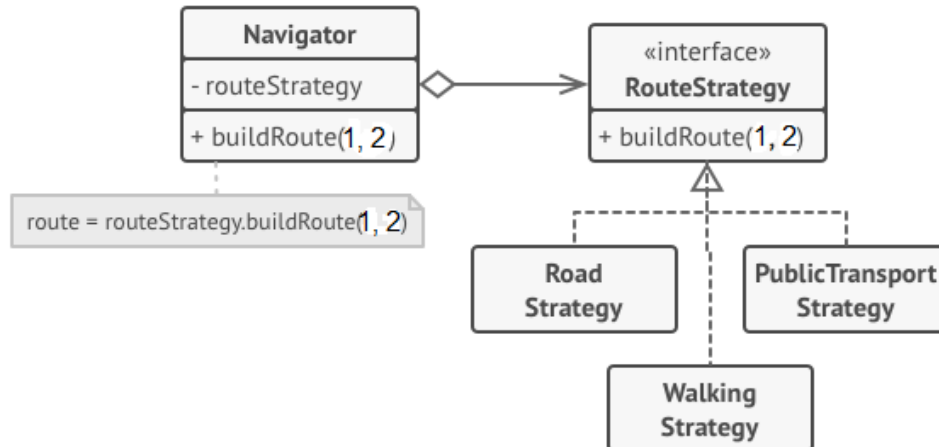 Navigator
- routeStrategy
+ buildRoute(1, 2)
route = routeStrategy.buildRoute(1, 2)
«interface»
RouteStrategy
+ buildRoute(1, 2)
Road
Strategy
PublicTransport
Strategy
Walking
Strategy